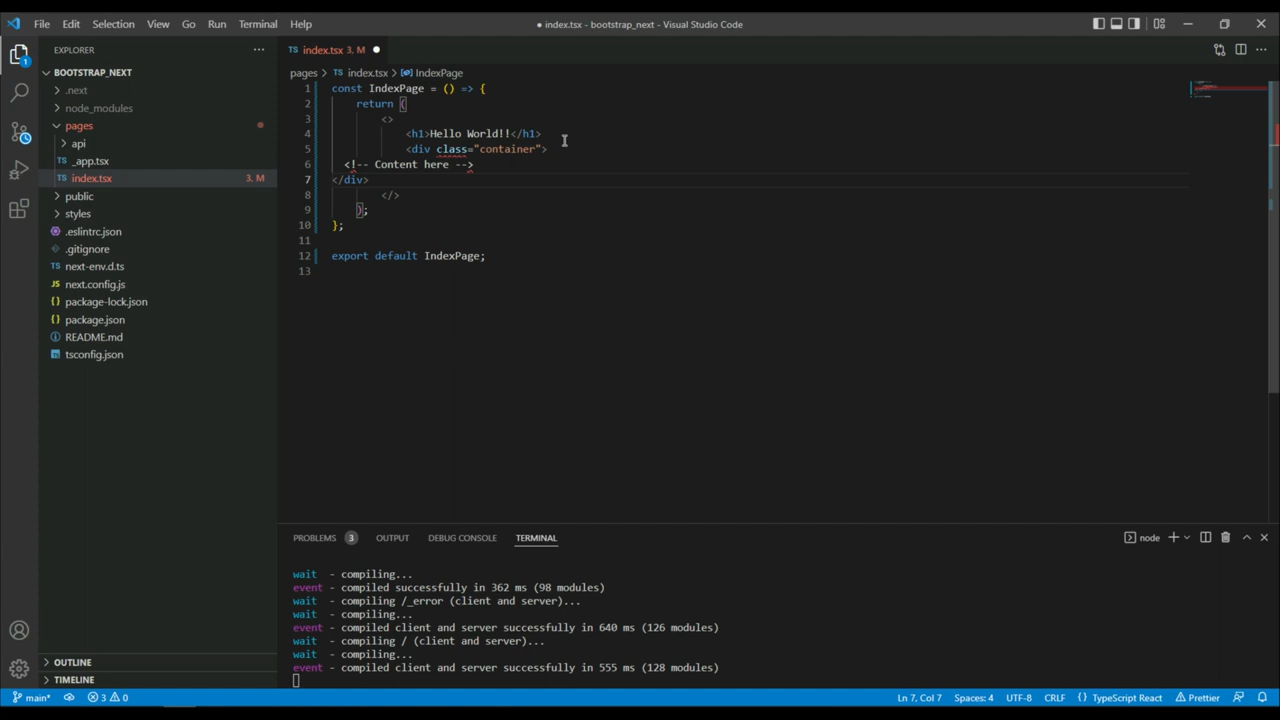 File Edit Selection View Go Run Terminal Help
● index.tsx - bootstrap_next - Visual Studio Code
EXPLORER
BOOTSTRAP_NEXT
.next
node_modules
pages
api
_app.tsx
index.tsx 3, M
public
styles
.eslintrc.json
.gitignore
next-env.d.ts
next.config.js
package-lock.json
package.json
README.md
tsconfig.json
OUTLINE
TIMELINE
index.tsx 3, M
pages > index.tsx > IndexPage
1 const IndexPage = () => {
2 return (
3 <>
4 <h1>Hello World!!</h1>
5 <div class="container">
6 <!-- Content here -->
7 </div>
8 </>
9 );
10 };
11
12 export default IndexPage;
13
PROBLEMS 3 OUTPUT DEBUG CONSOLE TERMINAL
node
wait - compiling...
event - compiled successfully in 362 ms (98 modules)
wait - compiling /_error (client and server)...
wait - compiling...
event - compiled client and server successfully in 640 ms (126 modules)
wait - compiling / (client and server)...
wait - compiling...
event - compiled client and server successfully in 555 ms (128 modules)
main* 3 0
Ln 7, Col 7 Spaces: 4 UTF-8 CRLF TypeScript React Prettier